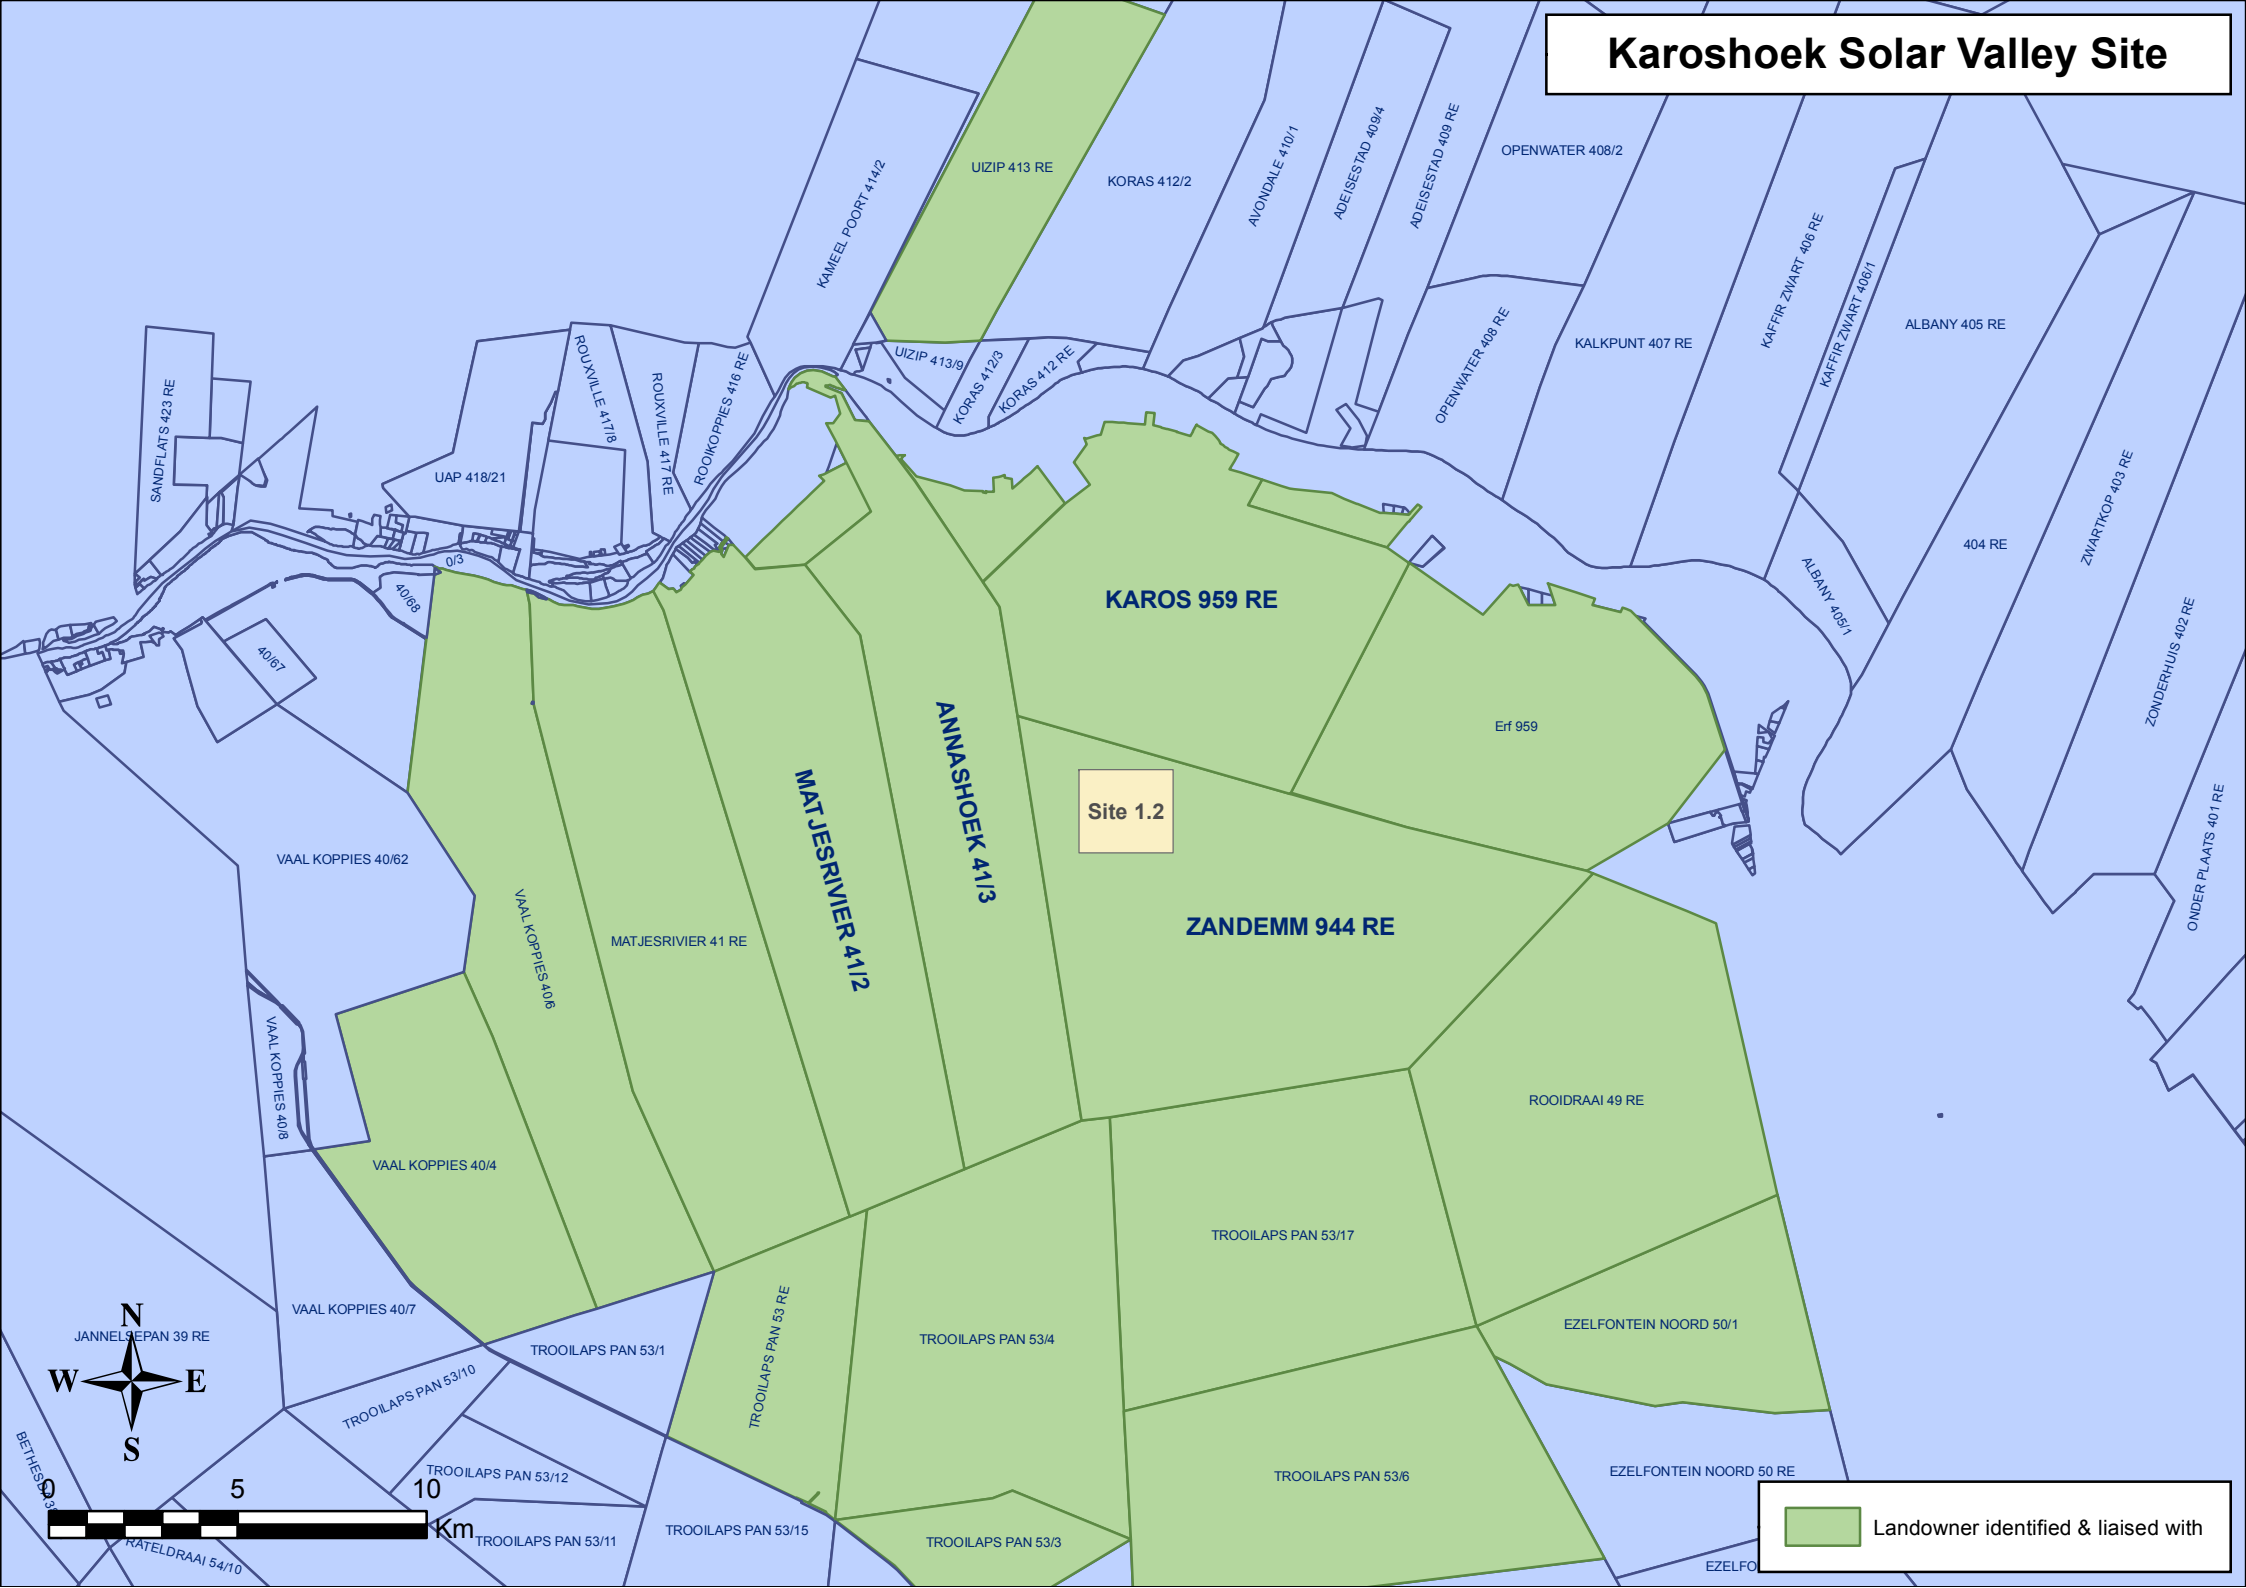 Karoshoek Solar Valley Site
UIZIP 413 RE
KORAS 412/2
KAMEEL POORT 414/2
AVONDALE 410/1
ADEISESTAD 409/4
ADEISESTAD 409 RE
OPENWATER 408/2
KAFFIR ZWART 406 RE
KAFFIR ZWART 406/1
ALBANY 405 RE
OPENWATER 408 RE
KALKPUNT 407 RE
UIZIP 413/9
KORAS 412/3
KORAS 412 RE
SANDFLATS 423 RE
ROUXVILLE 417/8
ROUXVILLE 417 RE
ROOIKOPPIES 416 RE
UAP 418/21
0/3
40/68
40/67
404 RE
ZWARTKOP 403 RE
ALBANY 405/1
ZONDERHUIS 402 RE
ONDER PLAATS 401 RE
KAROS 959 RE
Erf 959
ANNASHOEK 41/3
MATJESRIVIER 41/2
Site 1.2
ZANDEMM 944 RE
VAAL KOPPIES 40/62
VAAL KOPPIES 40/6
MATJESRIVIER 41 RE
VAAL KOPPIES 40/8
VAAL KOPPIES 40/4
ROOIDRAAI 49 RE
TROOILAPS PAN 53/17
VAAL KOPPIES 40/7
JANNELSEPAN 39 RE
TROOILAPS PAN 53/1
TROOILAPS PAN 53 RE
TROOILAPS PAN 53/4
EZELFONTEIN NOORD 50/1
TROOILAPS PAN 53/10
TROOILAPS PAN 53/12
TROOILAPS PAN 53/6
EZELFONTEIN NOORD 50 RE
TROOILAPS PAN 53/11
TROOILAPS PAN 53/15
TROOILAPS PAN 53/3
EZELFO
BETHESDA 38
RATELDRAAI 54/10
N
W E
S
0 5 10
Km
Landowner identified & liaised with